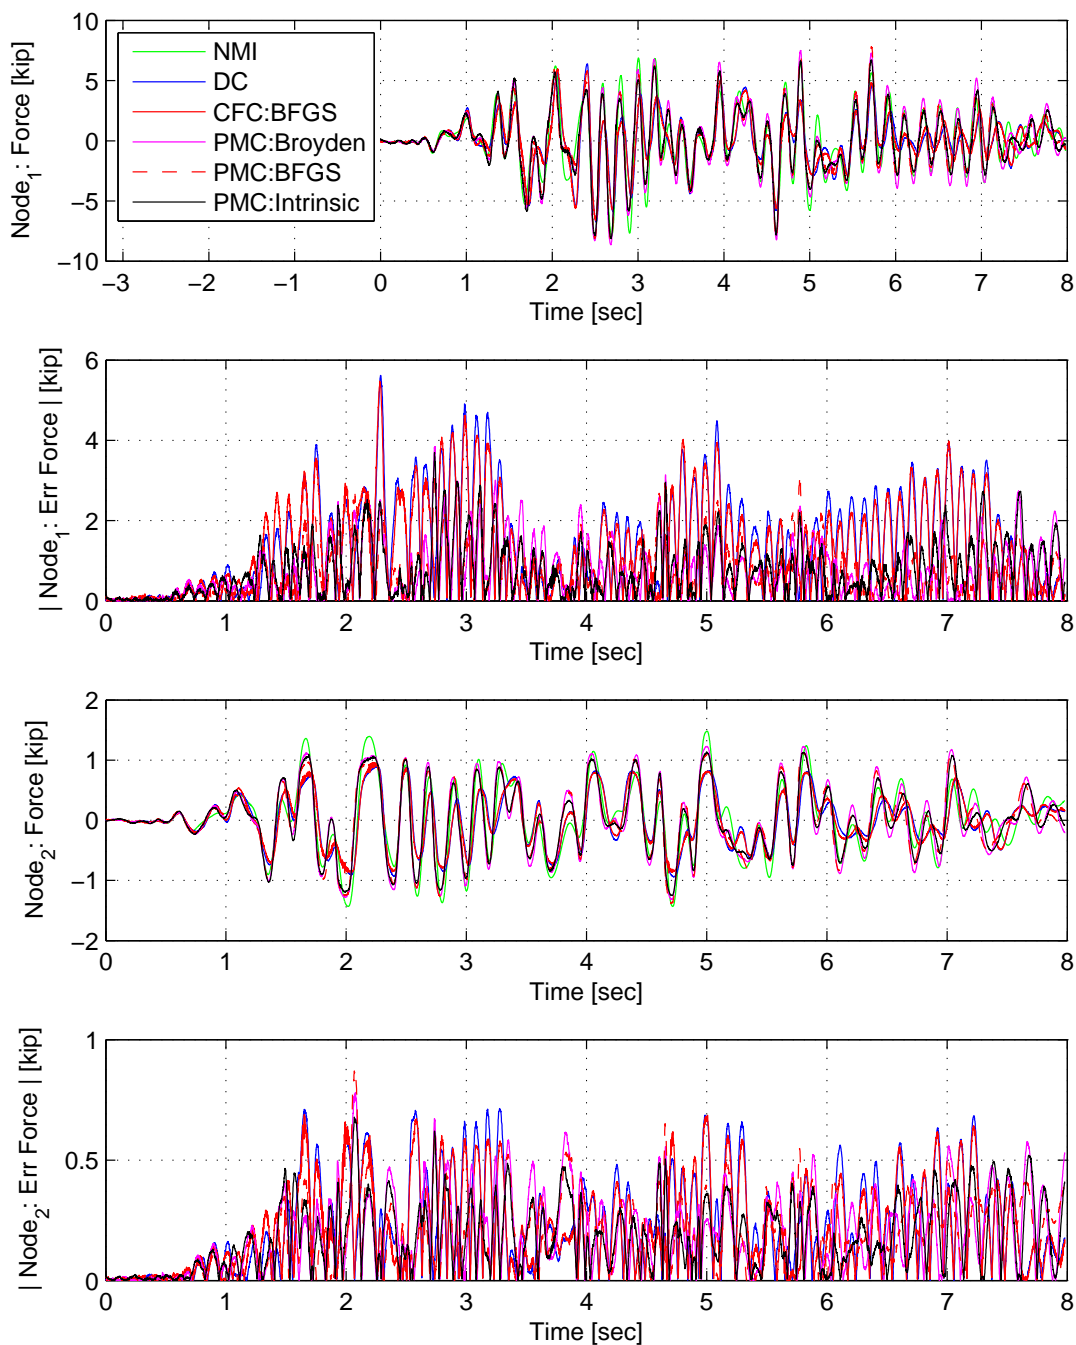 10
5
0
−5
−10
Node1: Force [kip]
NMI
DC
CFC:BFGS
PMC:Broyden
PMC:BFGS
PMC:Intrinsic
−3 −2 −1 0 1 2 3 4 5 6 7 8
Time [sec]
6
4
2
0
| Node1: Err Force | [kip]
0 1 2 3 4 5 6 7 8
Time [sec]
2
1
0
−1
−2
Node2: Force [kip]
0 1 2 3 4 5 6 7 8
Time [sec]
1
0.5
0
| Node2: Err Force | [kip]
0 1 2 3 4 5 6 7 8
Time [sec]